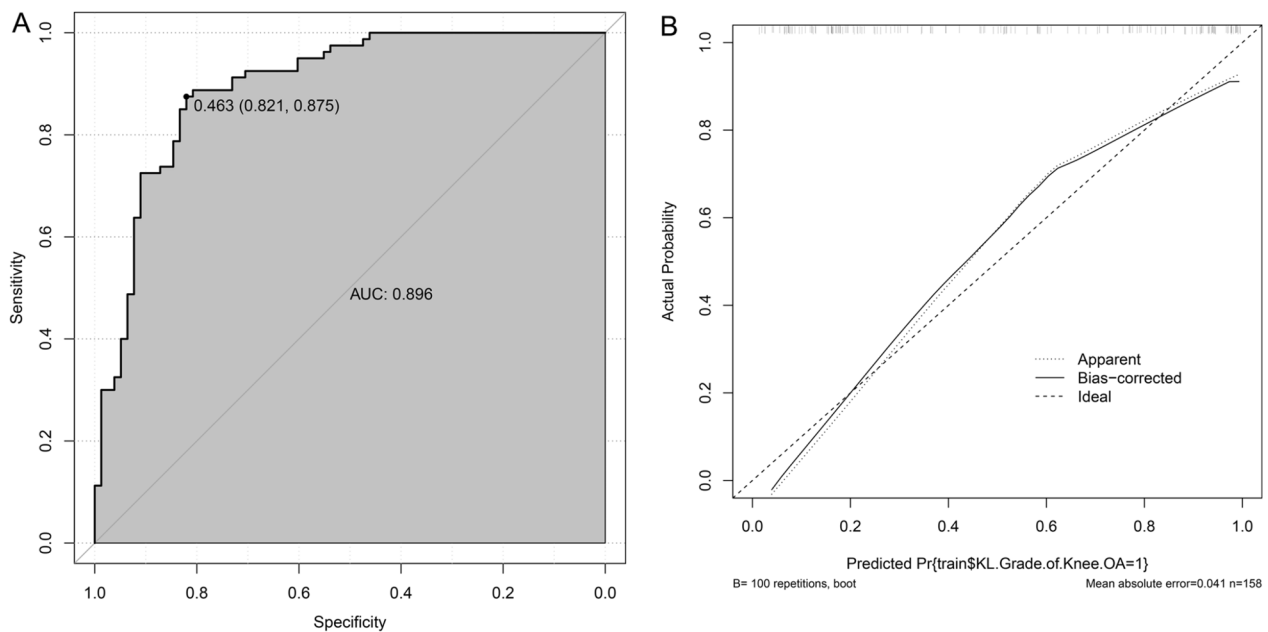 A
1.0
0.8
0.6
0.4
0.2
0.0
Sensitivity
0.463 (0.821, 0.875)
AUC: 0.896
1.0 0.8 0.6 0.4 0.2 0.0
Specificity
B
1.0
0.8
0.6
0.4
0.2
0.0
Actual Probability
Apparent
Bias−corrected
Ideal
0.0 0.2 0.4 0.6 0.8 1.0
Predicted Pr{train$KL.Grade.of.Knee.OA=1}
B= 100 repetitions, boot
Mean absolute error=0.041 n=158